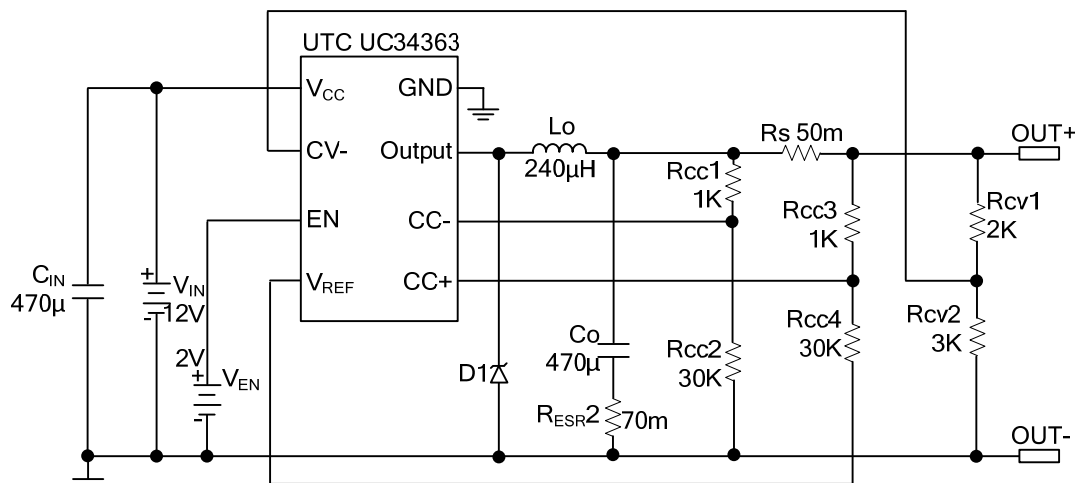 UTC UC34363
VCC
GND
CV-
Output
EN
CC-
VREF
CC+
Lo
240µH
Rcc1
1K
Rs 50m
OUT+
Rcc3
1K
Rcv1
2K
CIN
470µ
+
VIN
12V
-
2V
+
VEN
-
D1
Co
470µ
RESR2
70m
Rcc2
30K
Rcc4
30K
Rcv2
3K
OUT-